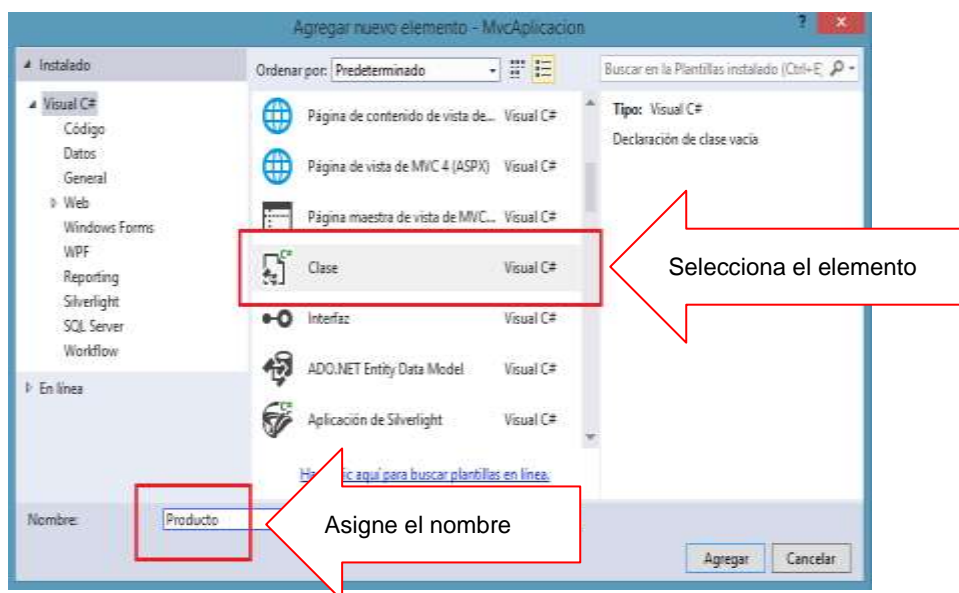 Agregar nuevo elemento - MvcAplicacion
Instalado
Ordenar por: Predeterminado
Buscar en la Plantillas instalado (Ctrl+E
Visual C#
Código
Datos
General
Web
Windows Forms
WPF
Reporting
Silverlight
SQL Server
Workflow
En línea
Página de contenido de vista de... Visual C#
Página de vista de MVC 4 (ASPX) Visual C#
Página maestra de vista de MVC... Visual C#
Clase Visual C#
Interfaz Visual C#
ADO.NET Entity Data Model Visual C#
Aplicación de Silverlight Visual C#
aquí para buscar plantillas en línea.
Tipo: Visual C#
Declaración de clase vacía
Selecciona el elemento
Nombre: Producto
Asigne el nombre
Agregar Cancelar